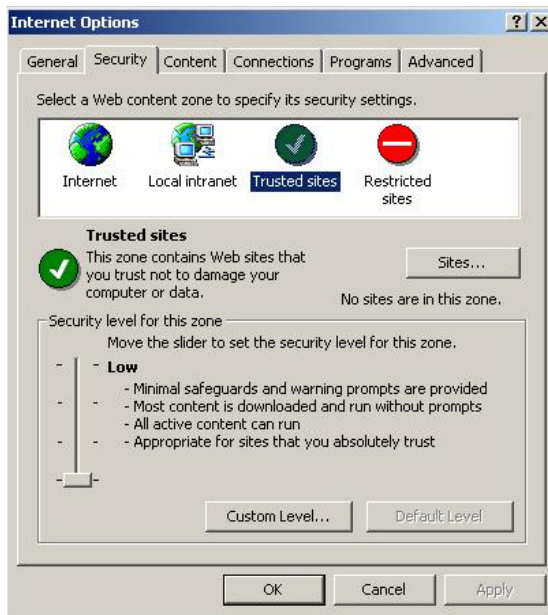 Internet Options
General Security Content Connections Programs Advanced
Select a Web content zone to specify its security settings.
Internet Local intranet Trusted sites Restricted
sites
Trusted sites
This zone contains Web sites that
you trust not to damage your
computer or data.
Sites...
No sites are in this zone.
Security level for this zone
Move the slider to set the security level for this zone.
Low
- Minimal safeguards and warning prompts are provided
- Most content is downloaded and run without prompts
- All active content can run
- Appropriate for sites that you absolutely trust
Custom Level... Default Level
OK Cancel Apply